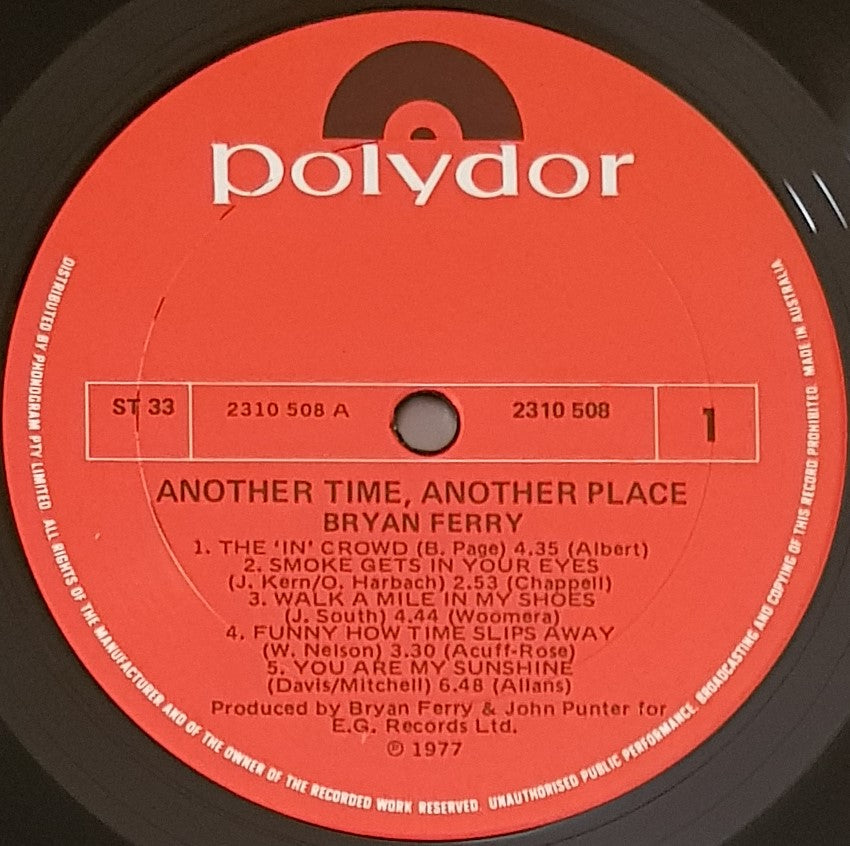 polydor
ST 33
2310 508 A
2310 508
1
ANOTHER TIME, ANOTHER PLACE
BRYAN FERRY
1. THE 'IN' CROWD (B. Page) 4.35 (Albert)
2. SMOKE GETS IN YOUR EYES
(J. Kern/O. Harbach) 2.53 (Chappell)
3. WALK A MILE IN MY SHOES
(J. South) 4.44 (Woomera)
4. FUNNY HOW TIME SLIPS AWAY
(W. Nelson) 3.30 (Acuff-Rose)
5. YOU ARE MY SUNSHINE
(Davis/Mitchell) 6.48 (Allans)
Produced by Bryan Ferry & John Punter for
E.G. Records Ltd.
℗ 1977
DISTRIBUTED BY PHONOGRAM PTY. LIMITED. ALL RIGHTS OF THE MANUFACTURER AND OF THE OWNER OF THE RECORDED WORK RESERVED. UNAUTHORISED PUBLIC PERFORMANCE, BROADCASTING AND COPYING OF THIS RECORD PROHIBITED. MADE IN AUSTRALIA